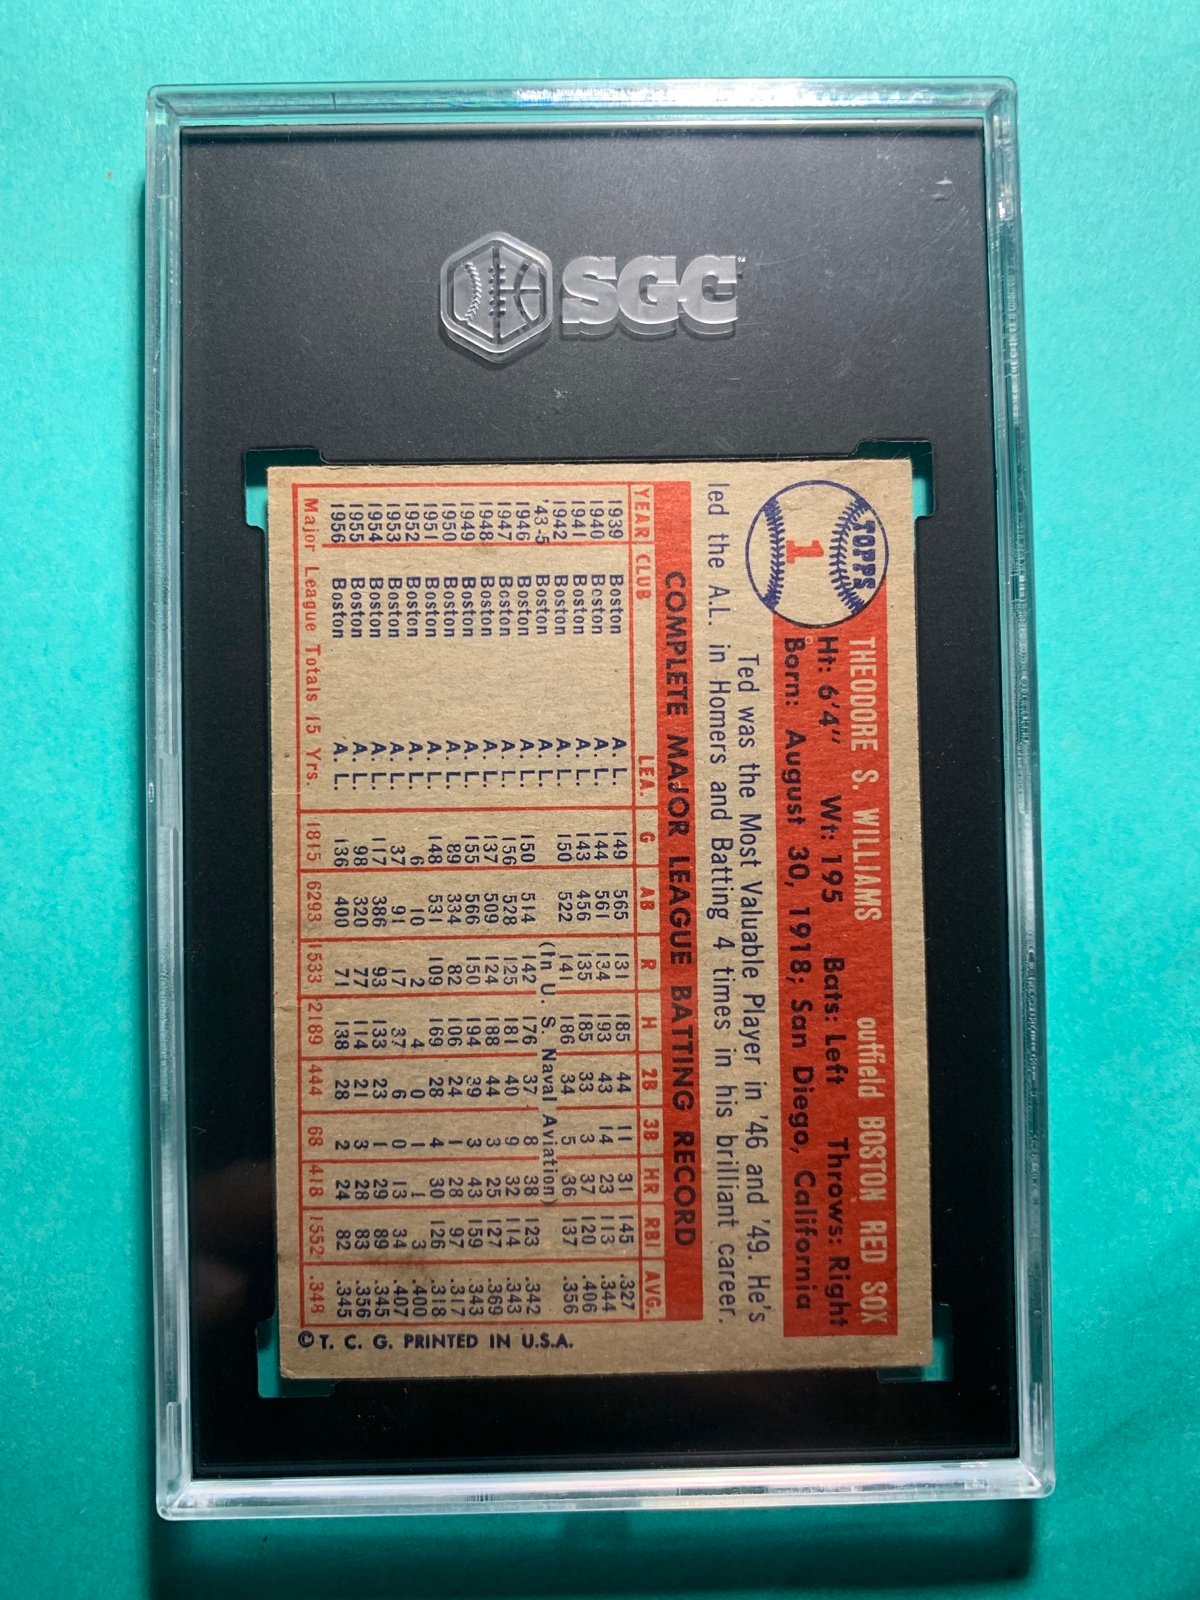 SGC
TOPPS
1
THEODORE S. WILLIAMS outfield BOSTON RED SOX
Ht: 6'4" Wt: 195 Bats: Left Throws: Right
Born: August 30, 1918; San Diego, California
Ted was the Most Valuable Player in '46 and '49. He's
led the A.L. in Homers and Batting 4 times in his brilliant career.
COMPLETE MAJOR LEAGUE BATTING RECORD
YEAR CLUB LEA. G AB R H 2B 3B HR RBI AVG.
1939 Boston A. L. 149 565 131 185 44 11 31 145 .327
1940 Boston A. L. 144 561 134 193 43 14 23 113 .344
1941 Boston A. L. 143 456 135 185 33 3 37 120 .406
1942 Boston A. L. 150 522 141 186 34 5 36 137 .356
'43-5 Boston A. L. (In U. S. Naval Aviation)
1946 Boston A. L. 150 514 142 176 37 8 38 123 .342
1947 Boston A. L. 156 528 125 181 40 9 32 114 .343
1948 Boston A. L. 137 509 124 188 44 3 25 127 .369
1949 Boston A. L. 155 566 150 194 39 3 43 159 .343
1950 Boston A. L. 89 334 82 106 24 1 28 97 .317
1951 Boston A. L. 148 531 109 169 28 4 30 126 .318
1952 Boston A. L. 6 10 2 4 0 1 1 3 .400
1953 Boston A. L. 37 91 17 37 6 0 13 34 .407
1954 Boston A. L. 117 386 93 133 23 1 29 89 .345
1955 Boston A. L. 98 320 77 114 21 3 28 83 .356
1956 Boston A. L. 136 400 71 138 28 2 24 82 .345
Major League Totals 15 Yrs. 1815 6293 1533 2189 444 68 418 1552 .348
© T. C. G. PRINTED IN U.S.A.